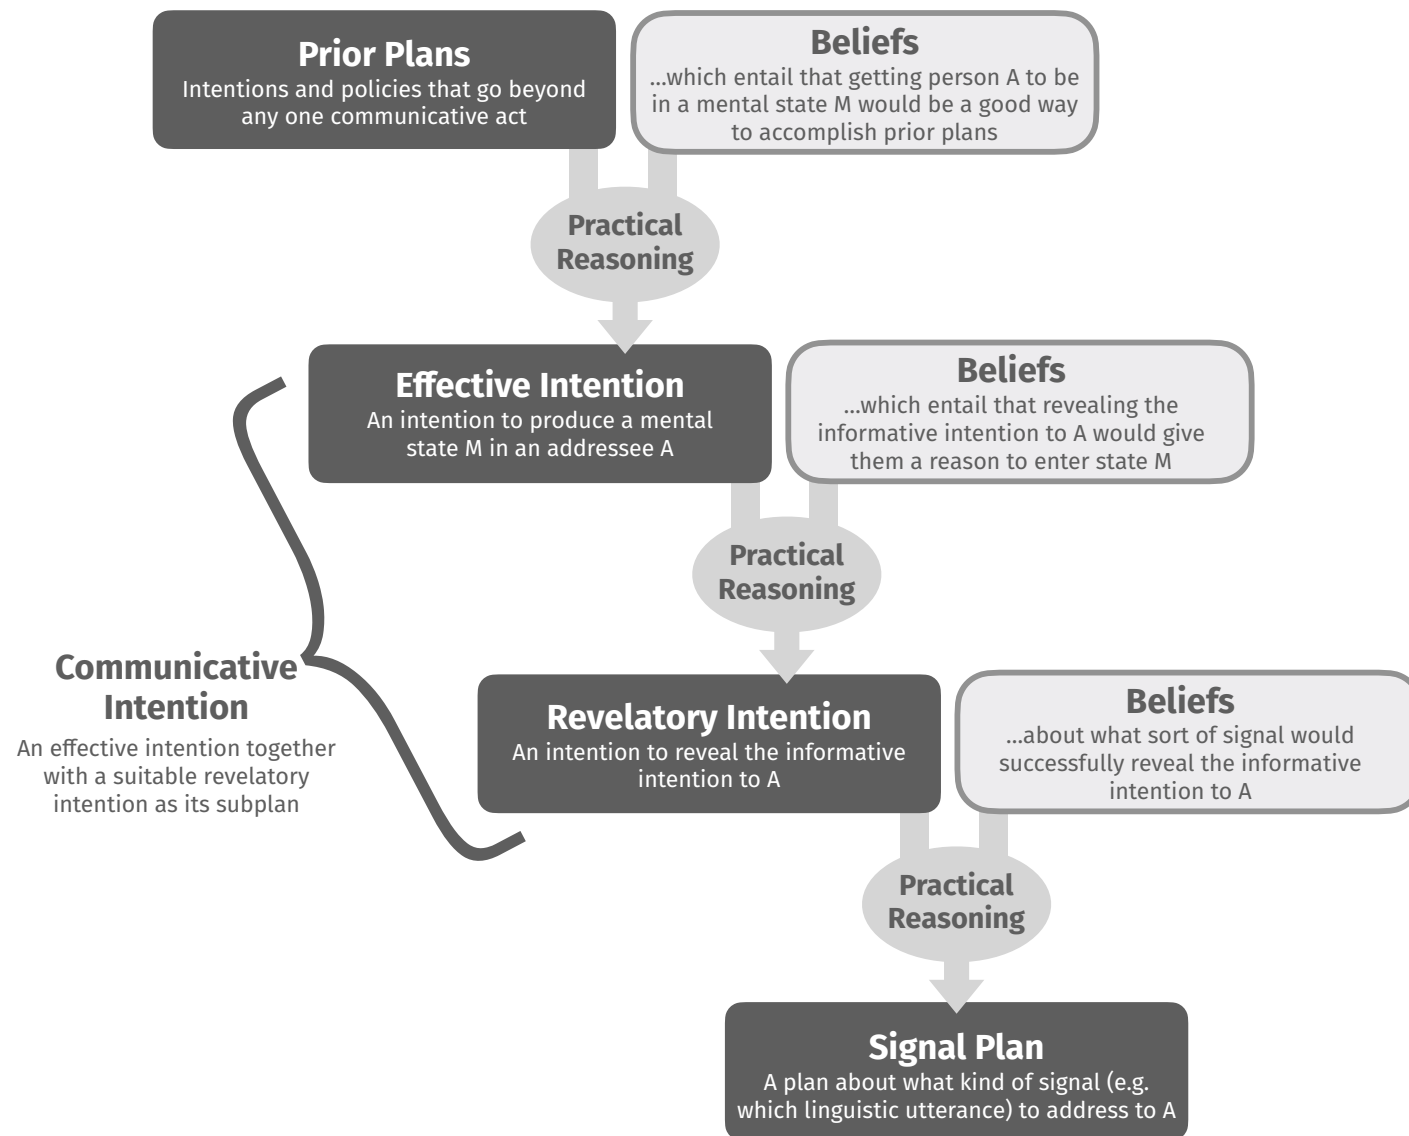 Prior Plans
Intentions and policies that go beyond
any one communicative act
Beliefs
...which entail that getting person A to be
in a mental state M would be a good way
to accomplish prior plans
Practical
Reasoning
Effective Intention
An intention to produce a mental
state M in an addressee A
Beliefs
...which entail that revealing the
informative intention to A would give
them a reason to enter state M
Practical
Reasoning
Communicative
Intention
An effective intention together
with a suitable revelatory
intention as its subplan
Revelatory Intention
An intention to reveal the informative
intention to A
Beliefs
...about what sort of signal would
successfully reveal the informative
intention to A
Practical
Reasoning
Signal Plan
A plan about what kind of signal (e.g.
which linguistic utterance) to address to A